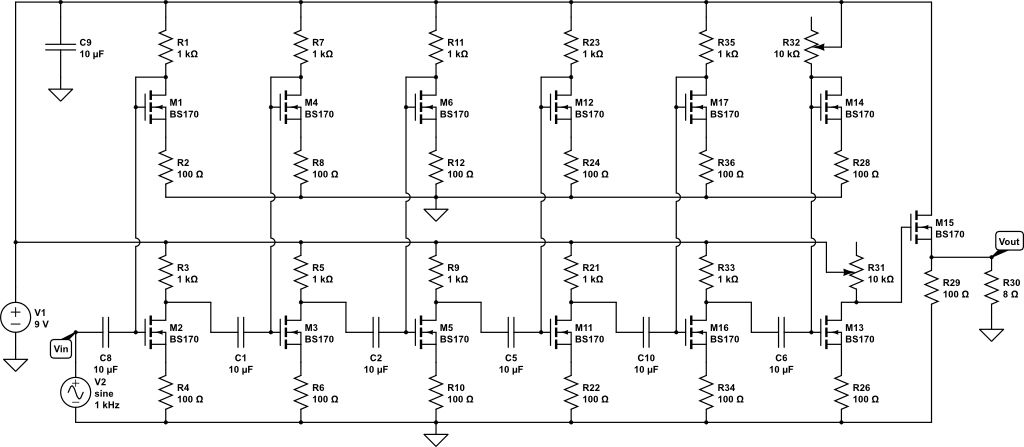 C9
10 µF
R1
1 kΩ
R7
1 kΩ
R11
1 kΩ
R23
1 kΩ
R35
1 kΩ
R32
10 kΩ
M1
BS170
M4
BS170
M6
BS170
M12
BS170
M17
BS170
M14
BS170
R2
100 Ω
R8
100 Ω
R12
100 Ω
R24
100 Ω
R36
100 Ω
R28
100 Ω
M15
BS170
Vout
R3
1 kΩ
R5
1 kΩ
R9
1 kΩ
R21
1 kΩ
R33
1 kΩ
R31
10 kΩ
R29
100 Ω
R30
8 Ω
V1
9 V
Vin
M2
BS170
M3
BS170
M5
BS170
M11
BS170
M16
BS170
M13
BS170
C8
10 µF
C1
10 µF
C2
10 µF
C5
10 µF
C10
10 µF
C6
10 µF
V2
sine
1 kHz
R4
100 Ω
R6
100 Ω
R10
100 Ω
R22
100 Ω
R34
100 Ω
R26
100 Ω